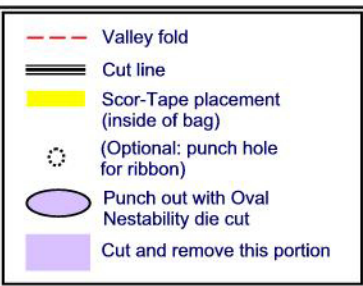 Valley fold
Cut line
Scor-Tape placement
(inside of bag)
(Optional: punch hole
for ribbon)
Punch out with Oval
Nestability die cut
Cut and remove this portion